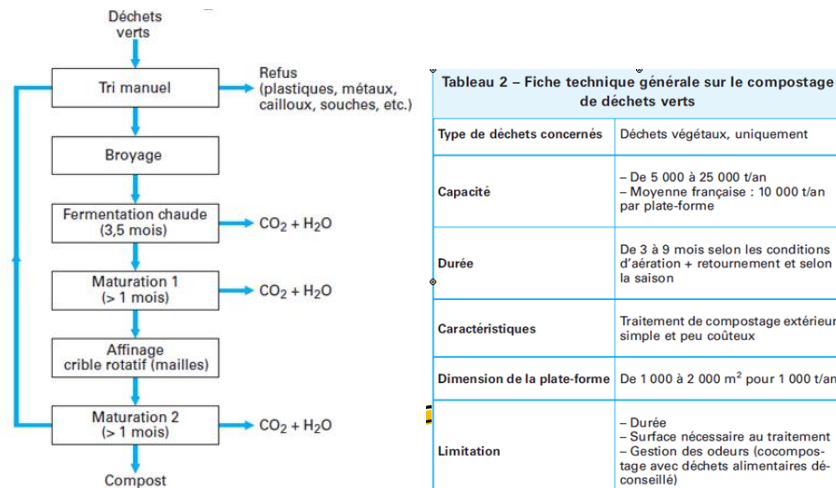 Déchets
verts
Tri manuel
Refus
(plastiques, métaux,
cailloux, souches, etc.)
Broyage
Fermentation chaude
(3,5 mois)
CO2 + H2O
Maturation 1
(> 1 mois)
CO2 + H2O
Affinage
crible rotatif (mailles)
Maturation 2
(> 1 mois)
CO2 + H2O
Compost
Tableau 2 – Fiche technique générale sur le compostage
de déchets verts
Type de déchets concernés
Déchets végétaux, uniquement
Capacité
– De 5 000 à 25 000 t/an
– Moyenne française : 10 000 t/an
par plate-forme
Durée
De 3 à 9 mois selon les conditions
d'aération + retournement et selon
la saison
Caractéristiques
Traitement de compostage extérieur
simple et peu coûteux
Dimension de la plate-forme
De 1 000 à 2 000 m² pour 1 000 t/an
Limitation
– Durée
– Surface nécessaire au traitement
– Gestion des odeurs (cocompos-
tage avec déchets alimentaires dé-
conseillé)